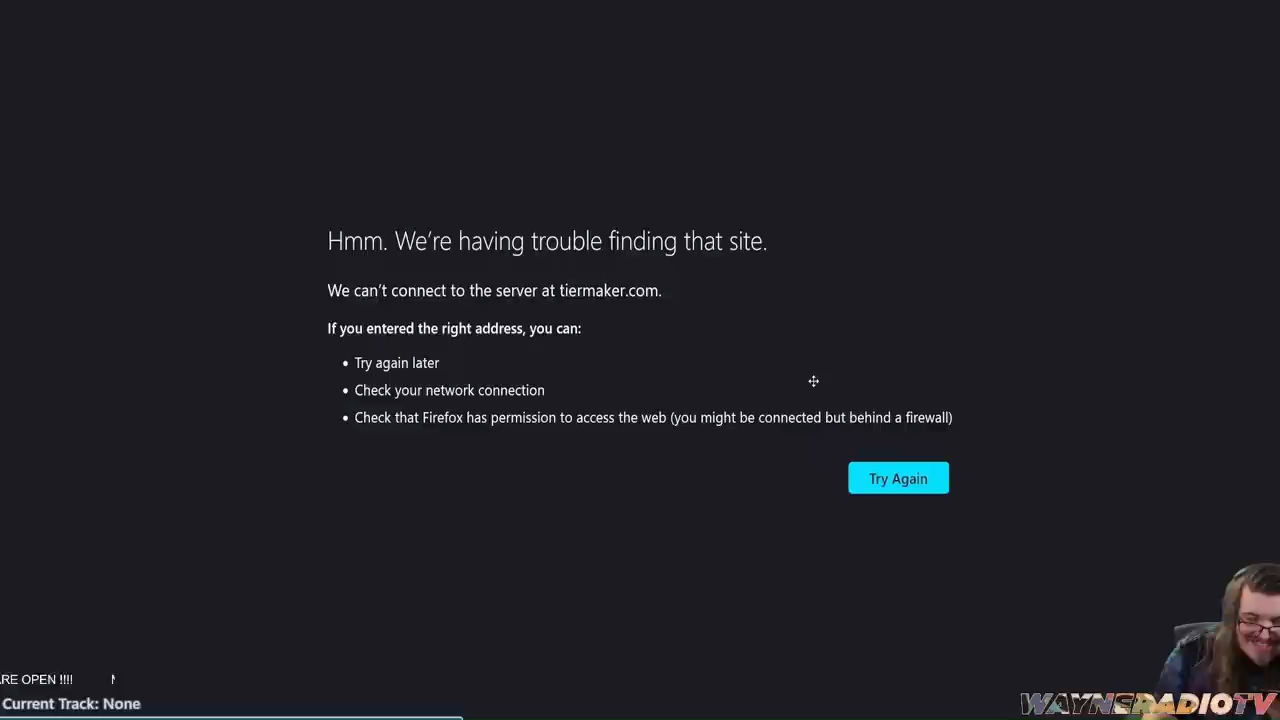 Hmm. We’re having trouble finding that site.
We can’t connect to the server at tiermaker.com.
If you entered the right address, you can:
• Try again later
• Check your network connection
• Check that Firefox has permission to access the web (you might be connected but behind a firewall)
Try Again
ARE OPEN !!!!
Current Track: None
WAYNERADIOTV